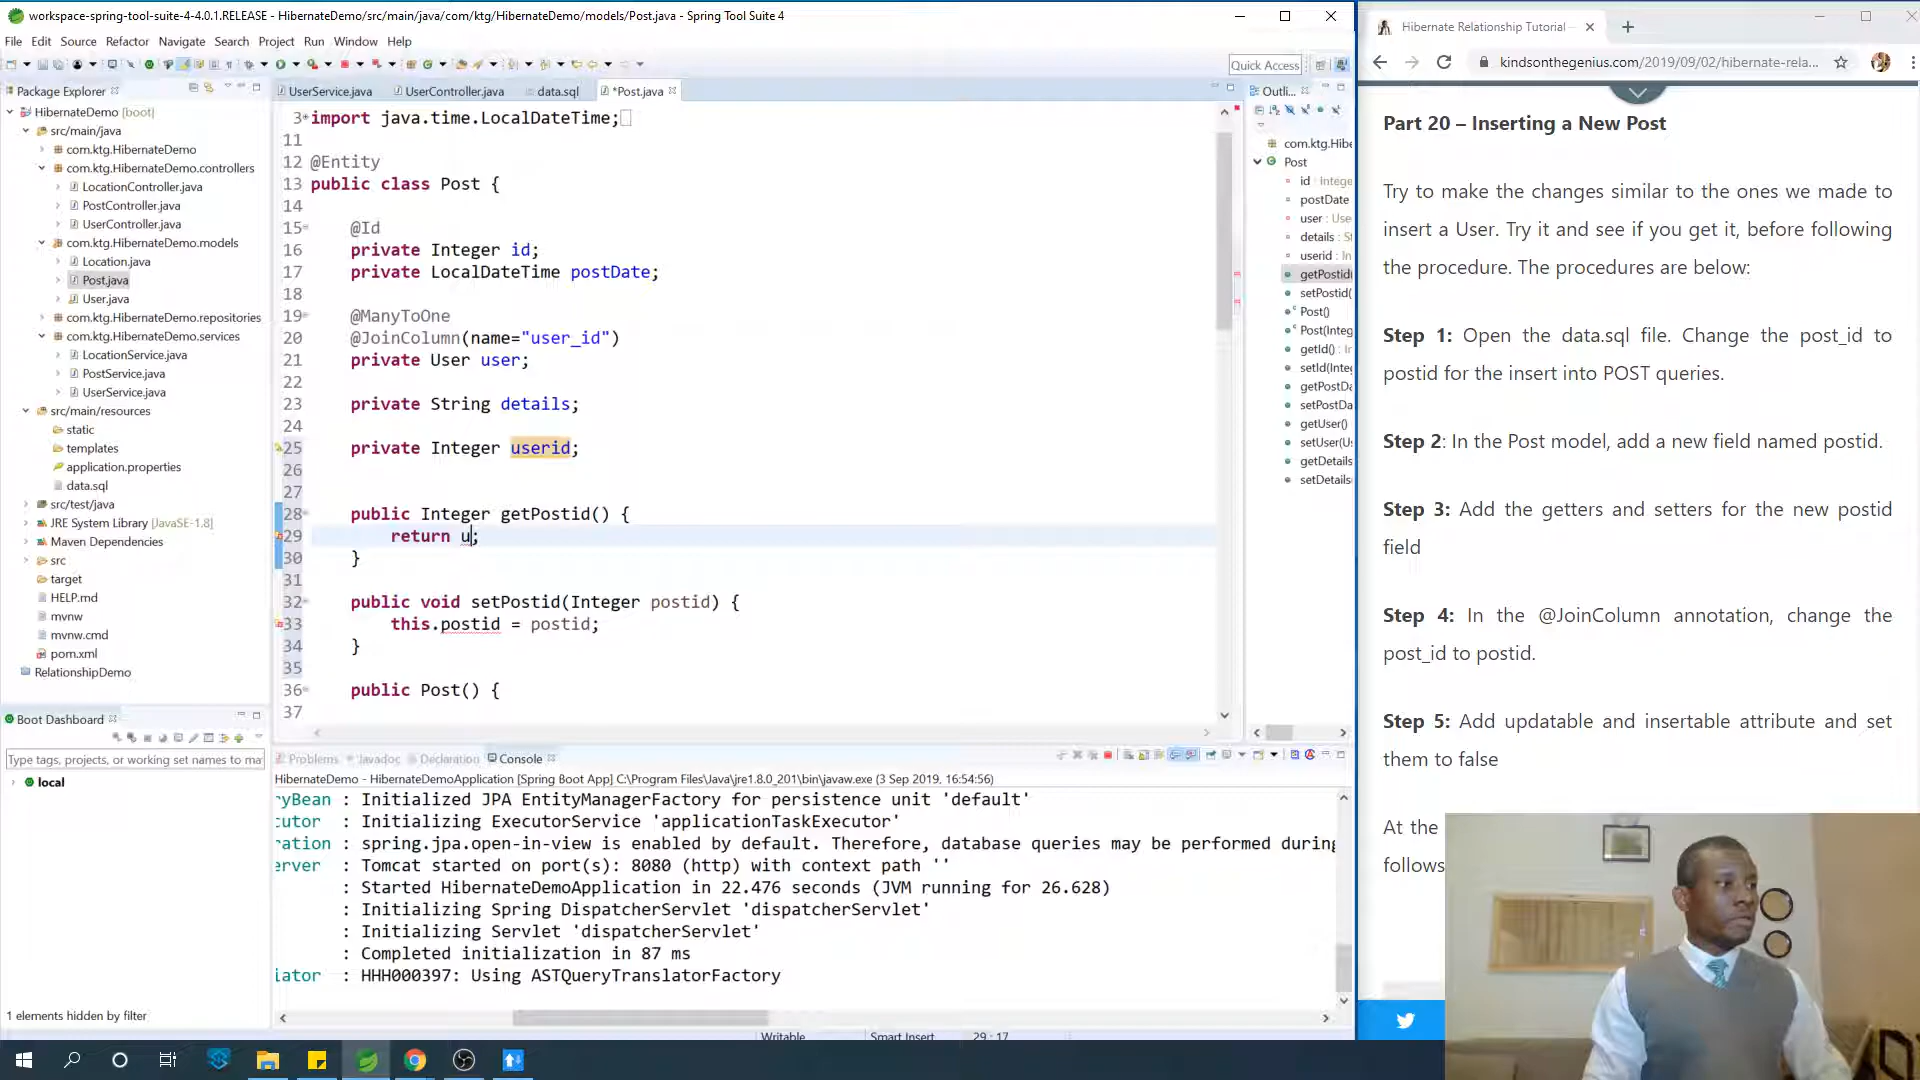 workspace-spring-tool-suite-4-4.0.1.RELEASE - HibernateDemo/src/main/java/com/ktg/HibernateDemo/models/Post.java - Spring Tool Suite 4
File Edit Source Refactor Navigate Search Project Run Window Help
Quick Access
Package Explorer
HibernateDemo [boot]
src/main/java
com.ktg.HibernateDemo
com.ktg.HibernateDemo.controllers
LocationController.java
PostController.java
UserController.java
com.ktg.HibernateDemo.models
Location.java
Post.java
User.java
com.ktg.HibernateDemo.repositories
com.ktg.HibernateDemo.services
LocationService.java
PostService.java
UserService.java
src/main/resources
static
templates
application.properties
data.sql
src/test/java
JRE System Library [JavaSE-1.8]
Maven Dependencies
src
target
HELP.md
mvnw
mvnw.cmd
pom.xml
RelationshipDemo
Boot Dashboard
Type tags, projects, or working set names to ma
local
1 elements hidden by filter
UserService.java UserController.java data.sql *Post.java
3 import java.time.LocalDateTime;
11
12 @Entity
13 public class Post {
14
15 @Id
16 private Integer id;
17 private LocalDateTime postDate;
18
19 @ManyToOne
20 @JoinColumn(name="user_id")
21 private User user;
22
23 private String details;
24
25 private Integer userid;
26
27
28 public Integer getPostid() {
29 return u;
30 }
31
32 public void setPostid(Integer postid) {
33 this.postid = postid;
34 }
35
36 public Post() {
37
Outli...
com.ktg.Hibe
Post
id : Intege
postDate
user : Use
details : St
userid : In
getPostid(
setPostid(
Post()
Post(Integ
getId() : In
setId(Inte
getPostDa
setPostDa
getUser()
setUser(U
getDetails
setDetails
Problems Javadoc Declaration Console
HibernateDemo - HibernateDemoApplication [Spring Boot App] C:\Program Files\Java\jre1.8.0_201\bin\javaw.exe (3 Sep 2019, 16:54:56)
ryBean : Initialized JPA EntityManagerFactory for persistence unit 'default'
cutor : Initializing ExecutorService 'applicationTaskExecutor'
ration : spring.jpa.open-in-view is enabled by default. Therefore, database queries may be performed during
erver : Tomcat started on port(s): 8080 (http) with context path ''
: Started HibernateDemoApplication in 22.476 seconds (JVM running for 26.628)
: Initializing Spring DispatcherServlet 'dispatcherServlet'
: Initializing Servlet 'dispatcherServlet'
: Completed initialization in 87 ms
lator : HHH000397: Using ASTQueryTranslatorFactory
Writable Smart Insert 29 : 17
Hibernate Relationship Tutorial
kindsonthegenius.com/2019/09/02/hibernate-rela...
Part 20 – Inserting a New Post
Try to make the changes similar to the ones we made to
insert a User. Try it and see if you get it, before following
the procedure. The procedures are below:
Step 1: Open the data.sql file. Change the post_id to
postid for the insert into POST queries.
Step 2: In the Post model, add a new field named postid.
Step 3: Add the getters and setters for the new postid
field
Step 4: In the @JoinColumn annotation, change the
post_id to postid.
Step 5: Add updatable and insertable attribute and set
them to false
At the
follows